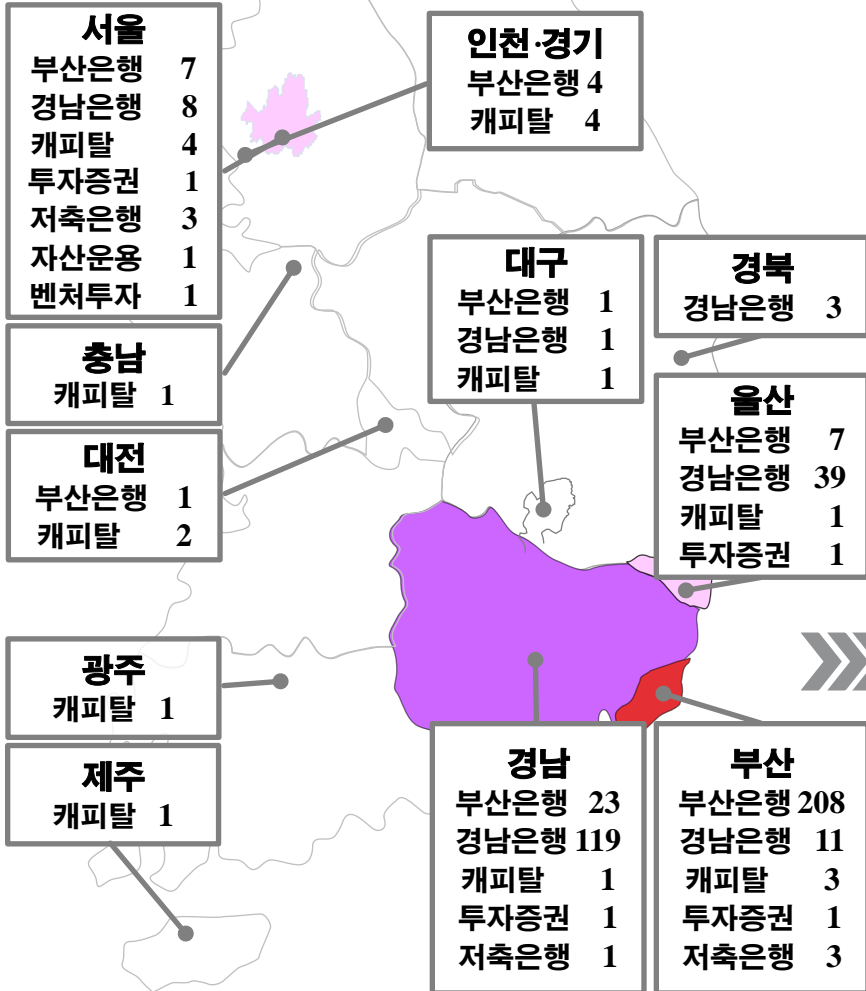 서울
부산은행 7
경남은행 8
캐피탈 4
투자증권 1
저축은행 3
자산운용 1
벤처투자 1
인천·경기
부산은행 4
캐피탈 4
충남
캐피탈 1
대전
부산은행 1
캐피탈 2
대구
부산은행 1
경남은행 1
캐피탈 1
경북
경남은행 3
울산
부산은행 7
경남은행 39
캐피탈 1
투자증권 1
광주
캐피탈 1
제주
캐피탈 1
경남
부산은행 23
경남은행 119
캐피탈 1
투자증권 1
저축은행 1
부산
부산은행 208
경남은행 11
캐피탈 3
투자증권 1
저축은행 3